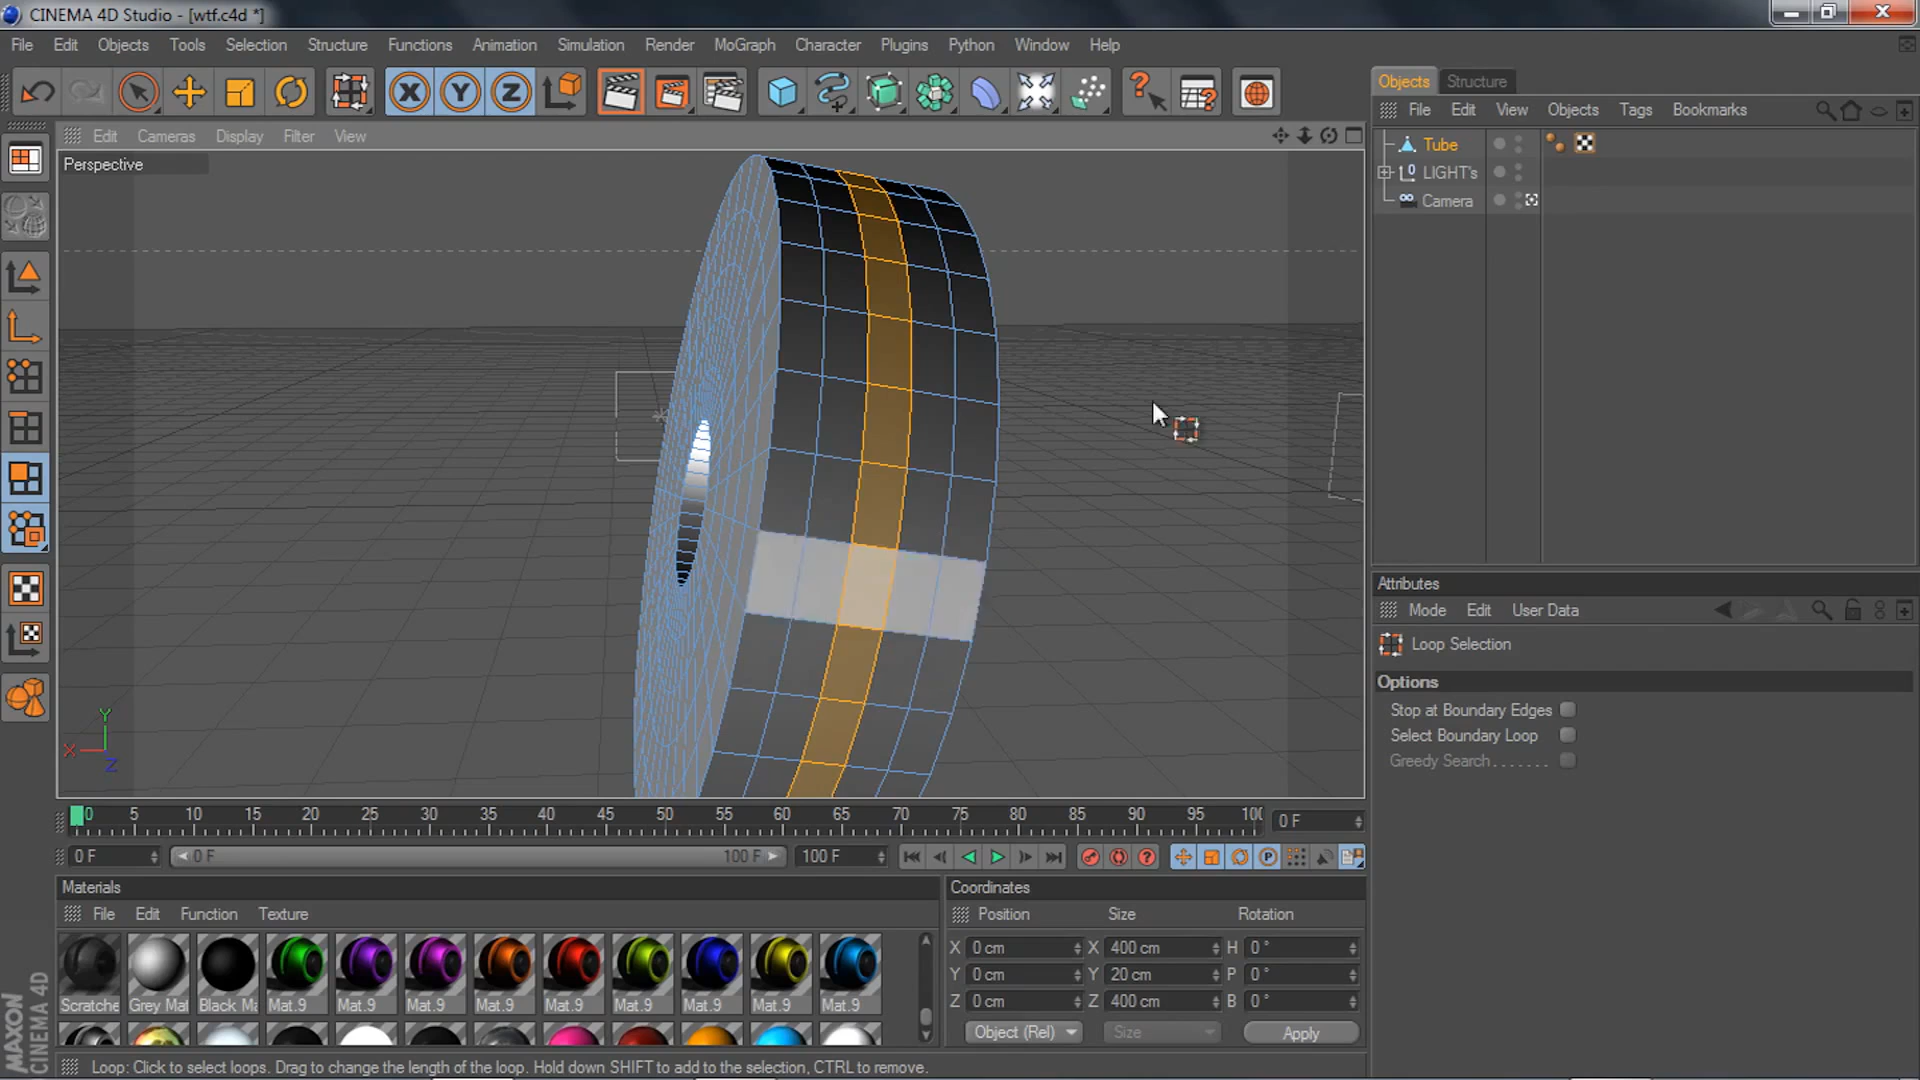 CINEMA 4D Studio - [wtf.c4d *]
File Edit Objects Tools Selection Structure Functions Animation Simulation Render MoGraph Character Plugins Python Window Help
X Y Z
Objects Structure
File Edit View Objects Tags Bookmarks
Edit Cameras Display Filter View
Perspective
Tube
LIGHT's
Camera
Attributes
Mode Edit User Data
Loop Selection
Options
Stop at Boundary Edges
Select Boundary Loop
Greedy Search . . . . . . .
Y
X
Z
0 5 10 15 20 25 30 35 40 45 50 55 60 65 70 75 80 85 90 95 100
0 F
0 F 0 F 100 F 100 F
Materials
File Edit Function Texture
Scratche Grey Mat Black Ma Mat.9 Mat.9 Mat.9 Mat.9 Mat.9 Mat.9 Mat.9 Mat.9 Mat.9
Coordinates
Position Size Rotation
X 0 cm X 400 cm H 0 °
Y 0 cm Y 20 cm P 0 °
Z 0 cm Z 400 cm B 0 °
Object (Rel) Size Apply
MAXON
CINEMA 4D
Loop: Click to select loops. Drag to change the length of the loop. Hold down SHIFT to add to the selection, CTRL to remove.